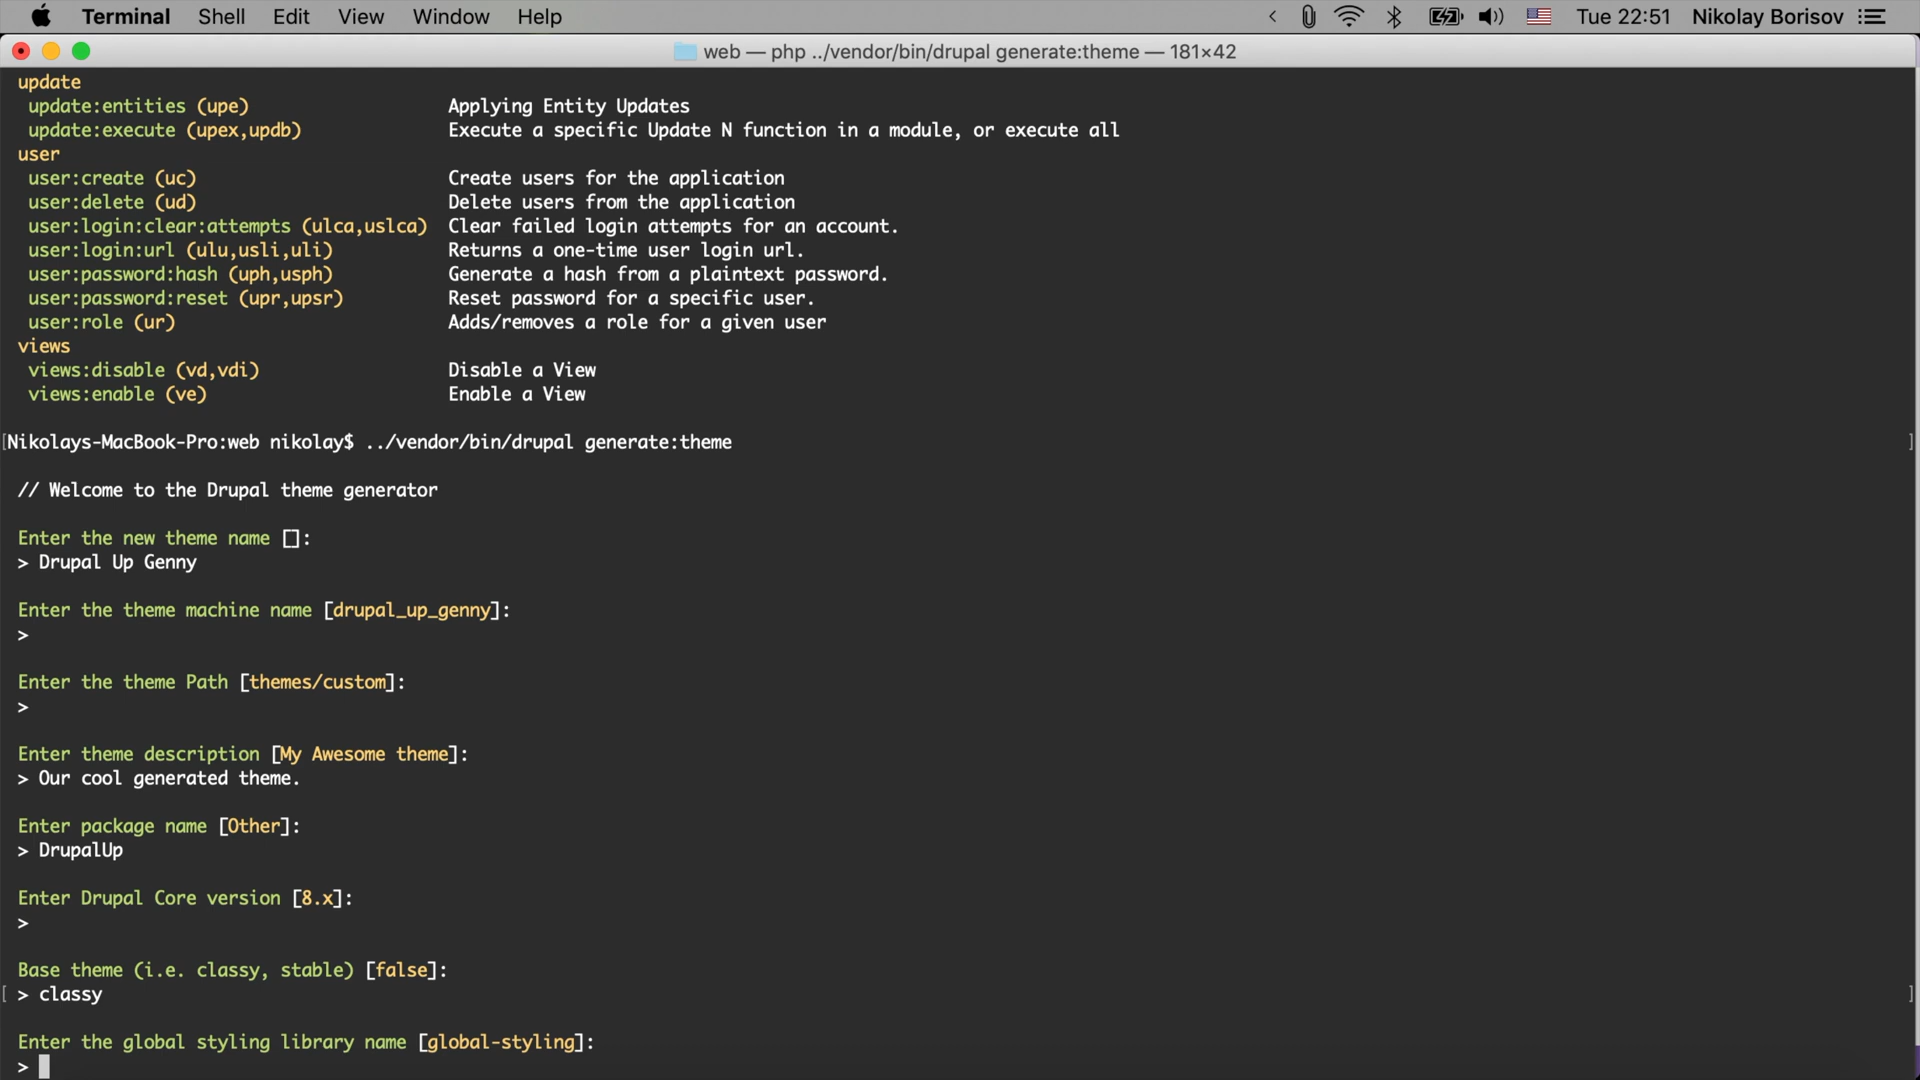 Terminal Shell Edit View Window Help Tue 22:51 Nikolay Borisov
web — php ../vendor/bin/drupal generate:theme — 181×42
update
update:entities (upe) Applying Entity Updates
update:execute (upex,updb) Execute a specific Update N function in a module, or execute all
user
user:create (uc) Create users for the application
user:delete (ud) Delete users from the application
user:login:clear:attempts (ulca,uslca) Clear failed login attempts for an account.
user:login:url (ulu,usli,uli) Returns a one-time user login url.
user:password:hash (uph,usph) Generate a hash from a plaintext password.
user:password:reset (upr,upsr) Reset password for a specific user.
user:role (ur) Adds/removes a role for a given user
views
views:disable (vd,vdi) Disable a View
views:enable (ve) Enable a View
[Nikolays-MacBook-Pro:web nikolay$ ../vendor/bin/drupal generate:theme ]
// Welcome to the Drupal theme generator
Enter the new theme name []:
> Drupal Up Genny
Enter the theme machine name [drupal_up_genny]:
>
Enter the theme Path [themes/custom]:
>
Enter theme description [My Awesome theme]:
> Our cool generated theme.
Enter package name [Other]:
> DrupalUp
Enter Drupal Core version [8.x]:
>
Base theme (i.e. classy, stable) [false]:
[ > classy ]
Enter the global styling library name [global-styling]:
>